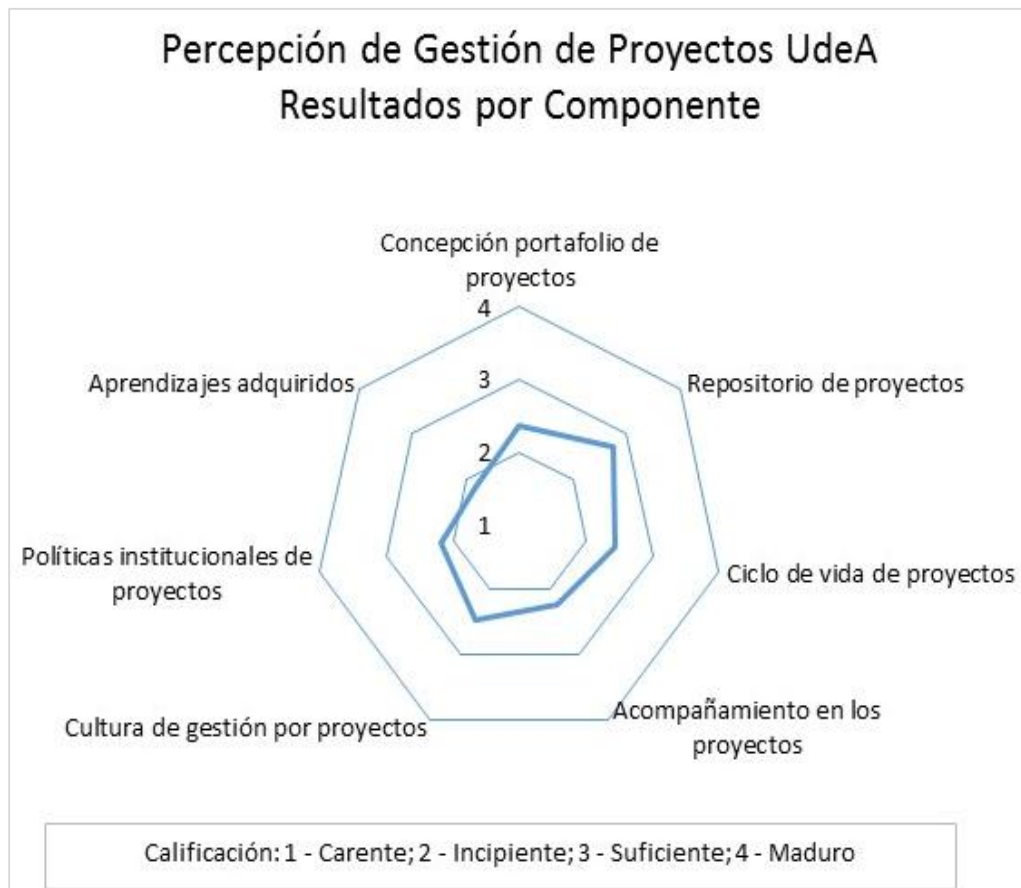 Percepción de Gestión de Proyectos UdeA
Resultados por Componente
Concepción portafolio de
proyectos
4
3
2
1
Aprendizajes adquiridos
Repositorio de proyectos
Políticas institucionales de
proyectos
Ciclo de vida de proyectos
Cultura de gestión por proyectos
Acompañamiento en los
proyectos
Calificación: 1 - Carente; 2 - Incipiente; 3 - Suficiente; 4 - Maduro